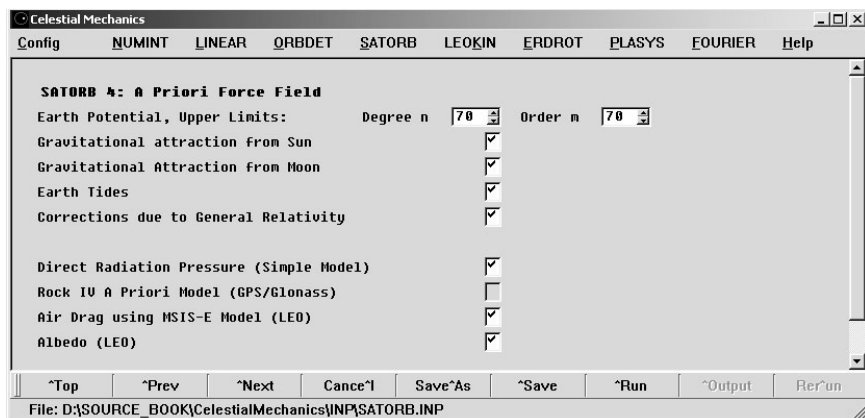 Celestial Mechanics
Config NUMINT LINEAR ORBDET SATORB LEOKIN ERDROT PLASYS FOURIER Help
SATORB 4: A Priori Force Field
Earth Potential, Upper Limits: Degree n 70 Order m 70
Gravitational attraction from Sun
Gravitational Attraction from Moon
Earth Tides
Corrections due to General Relativity
Direct Radiation Pressure (Simple Model)
Rock IV A Priori Model (GPS/Glonass)
Air Drag using MSIS-E Model (LEO)
Albedo (LEO)
^Top ^Prev ^Next Cance^l Save^As ^Save ^Run ^Output Rer^un
File: D:\SOURCE_BOOK\CelestialMechanics\INP\SATORB.INP